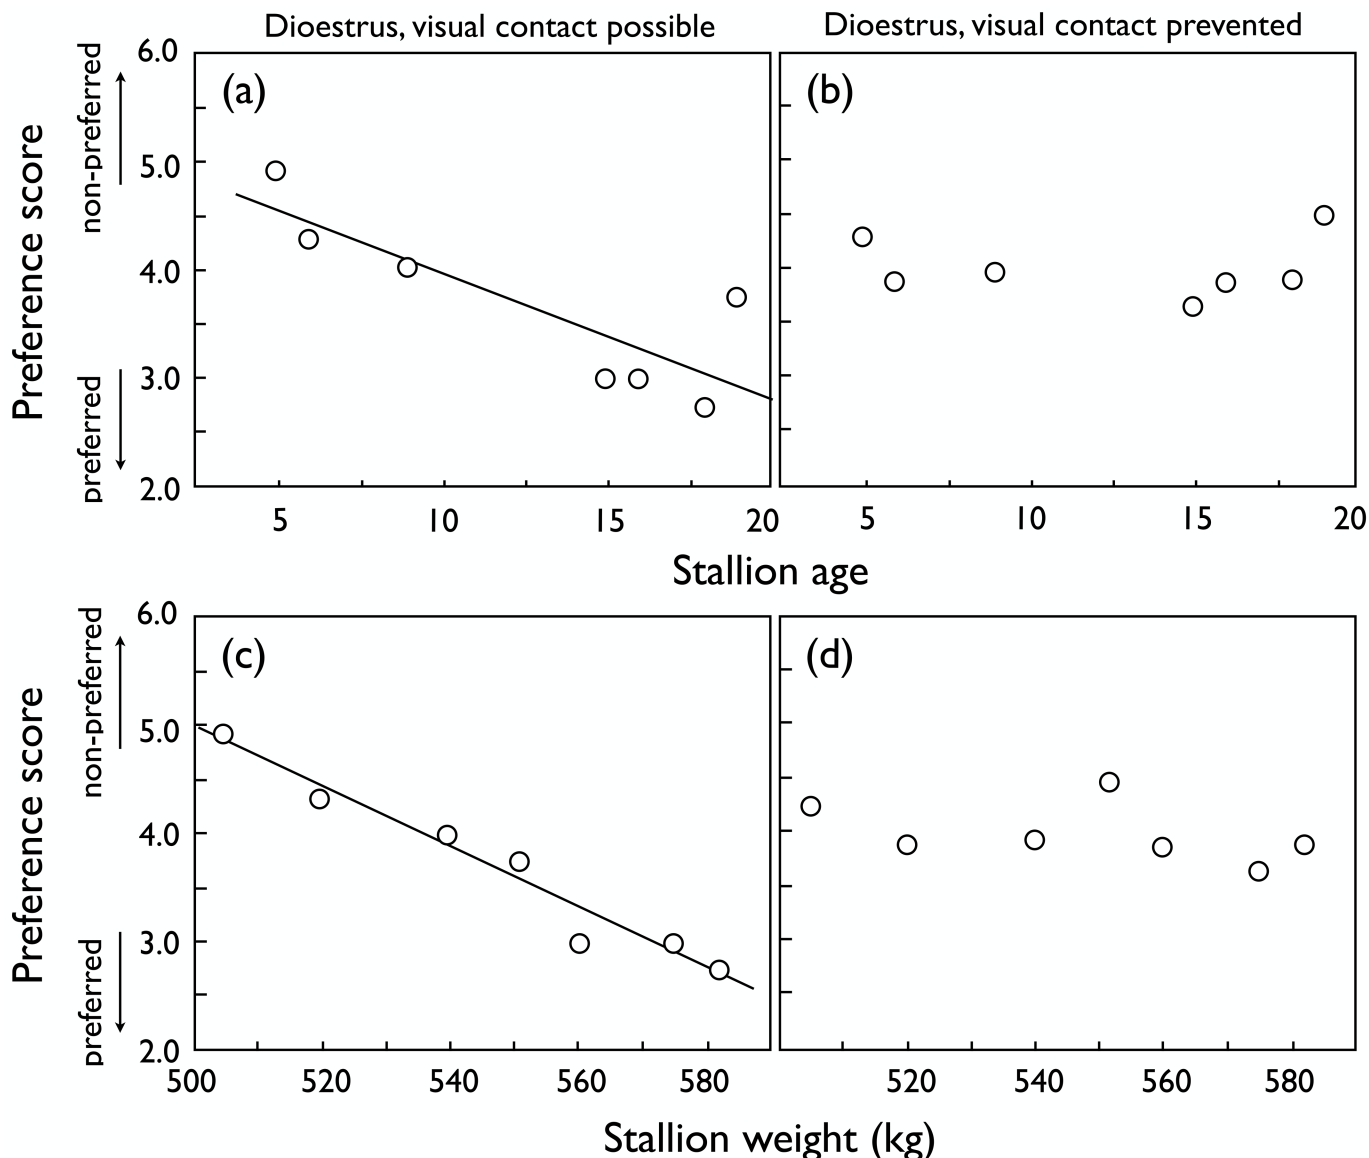 Dioestrus, visual contact possible
Dioestrus, visual contact prevented
Preference score
non-preferred
preferred
6.0
5.0
4.0
3.0
2.0
(a)
(b)
5 10 15 20
5 10 15 20
Stallion age
Preference score
non-preferred
preferred
6.0
5.0
4.0
3.0
2.0
(c)
(d)
500 520 540 560 580
520 540 560 580
Stallion weight (kg)